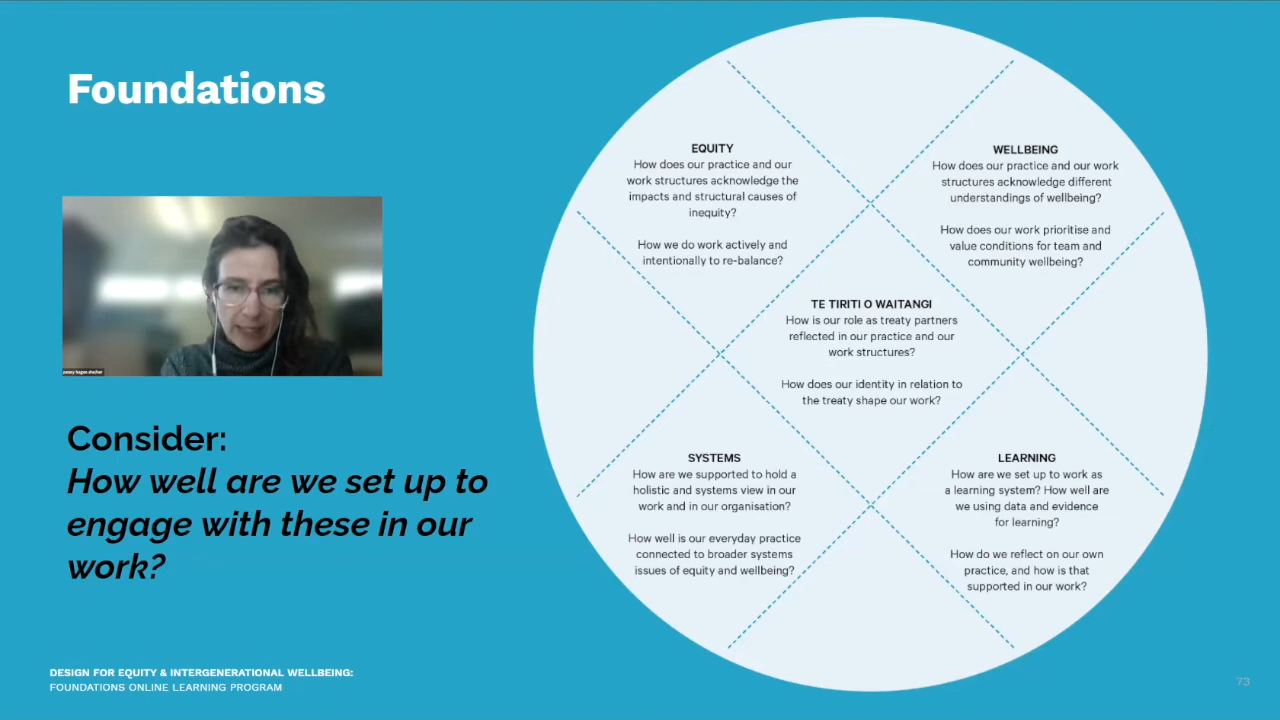 Foundations
penny hagen she/her
Consider:
How well are we set up to
engage with these in our
work?
EQUITY
How does our practice and our
work structures acknowledge the
impacts and structural causes of
inequity?
How we do work actively and
intentionally to re-balance?
WELLBEING
How does our practice and our work
structures acknowledge different
understandings of wellbeing?
How does our work prioritise and
value conditions for team and
community wellbeing?
TE TIRITI O WAITANGI
How is our role as treaty partners
reflected in our practice and our
work structures?
How does our identity in relation to
the treaty shape our work?
SYSTEMS
How are we supported to hold a
holistic and systems view in our
work and in our organisation?
How well is our everyday practice
connected to broader systems
issues of equity and wellbeing?
LEARNING
How are we set up to work as
a learning system? How well are
we using data and evidence
for learning?
How do we reflect on our own
practice, and how is that
supported in our work?
DESIGN FOR EQUITY & INTERGENERATIONAL WELLBEING:
FOUNDATIONS ONLINE LEARNING PROGRAM
73